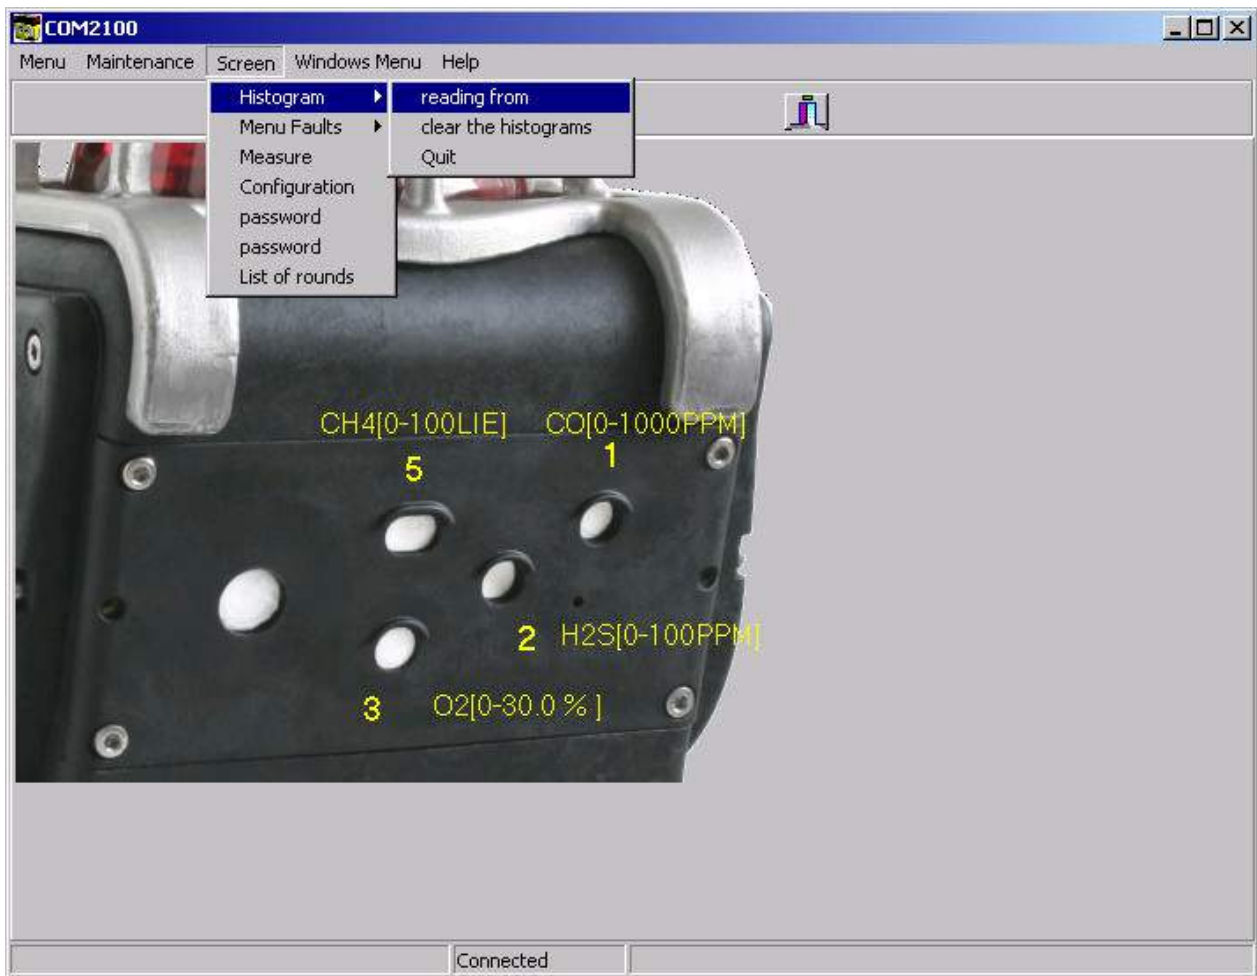 COM2100
Menu Maintenance Screen Windows Menu Help
Histogram
Menu Faults
Measure
Configuration
password
password
List of rounds
reading from
clear the histograms
Quit
CH4[0-100LIE]
5
CO[0-1000PPM]
1
2
H2S[0-100PPM]
3
O2[0-30.0 % ]
Connected